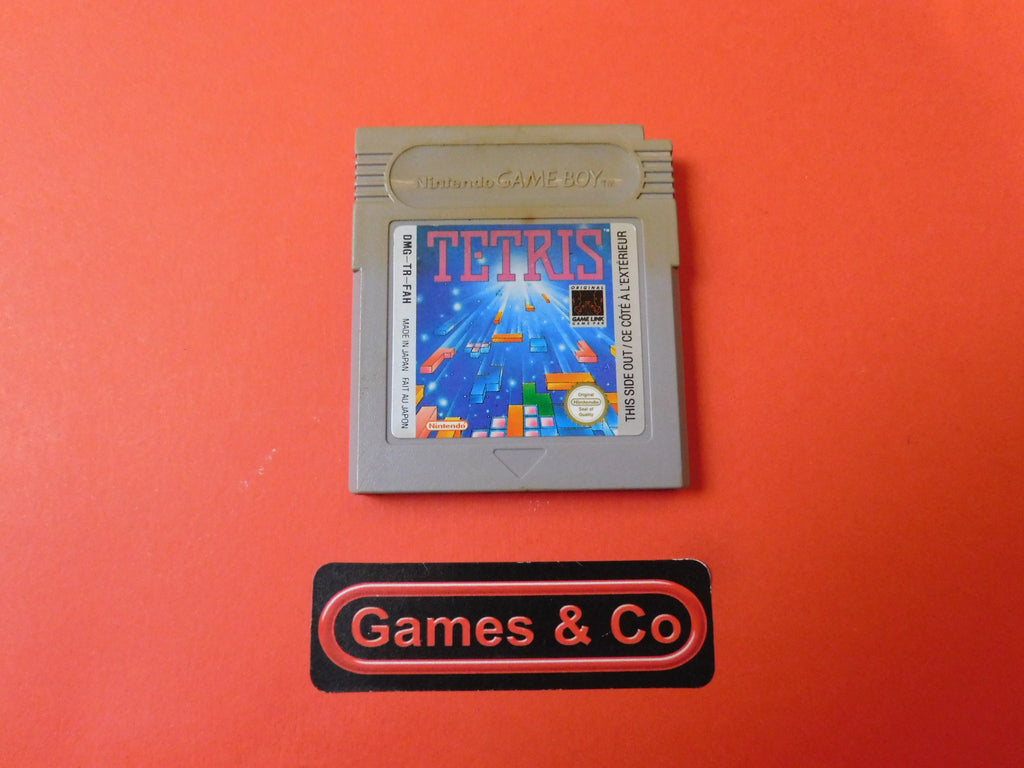 Nintendo GAME BOY™
DMG-TR-FAH
MADE IN JAPAN FAIT AU JAPON
TETRIS™
ORIGINAL
GAME LINK
GAME PAK
THIS SIDE OUT / CE CÔTÉ À L'EXTÉRIEUR
Original
Nintendo
Seal of
Quality
Nintendo
Games & Co